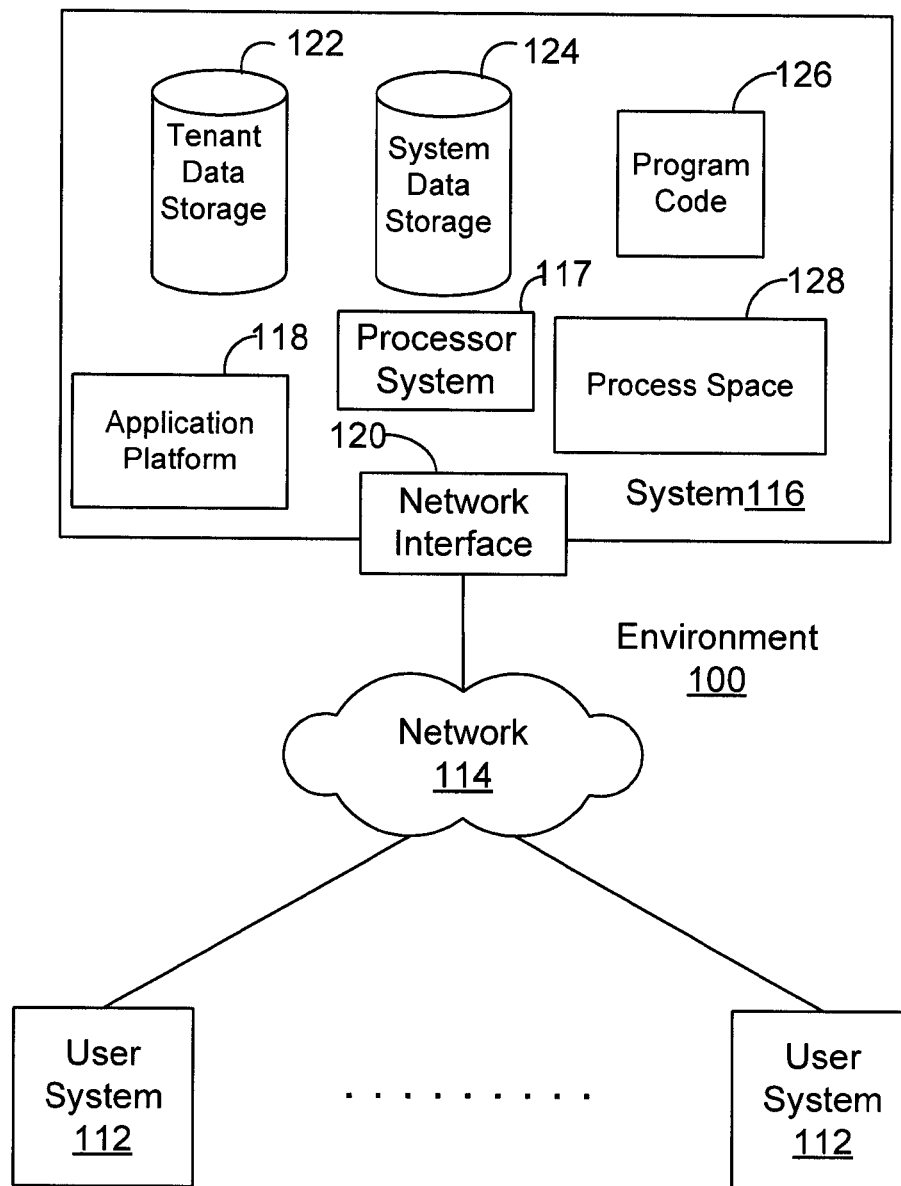 122
124
126
Tenant
Data
Storage
System
Data
Storage
Program
Code
117
128
118
Processor
System
Process Space
Application
Platform
120
System116
Network
Interface
Environment
100
Network
114
User
System
112
. . . . . . . . .
User
System
112